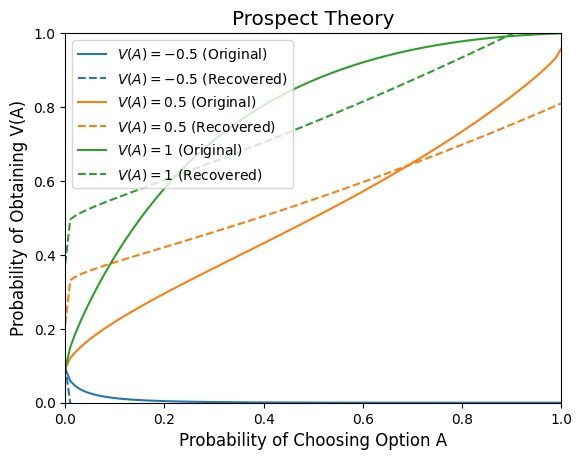 Prospect Theory
Probability of Obtaining V(A)
1.0
0.8
0.6
0.4
0.2
0.0
V(A) = −0.5 (Original)
V(A) = −0.5 (Recovered)
V(A) = 0.5 (Original)
V(A) = 0.5 (Recovered)
V(A) = 1 (Original)
V(A) = 1 (Recovered)
0.0 0.2 0.4 0.6 0.8 1.0
Probability of Choosing Option A